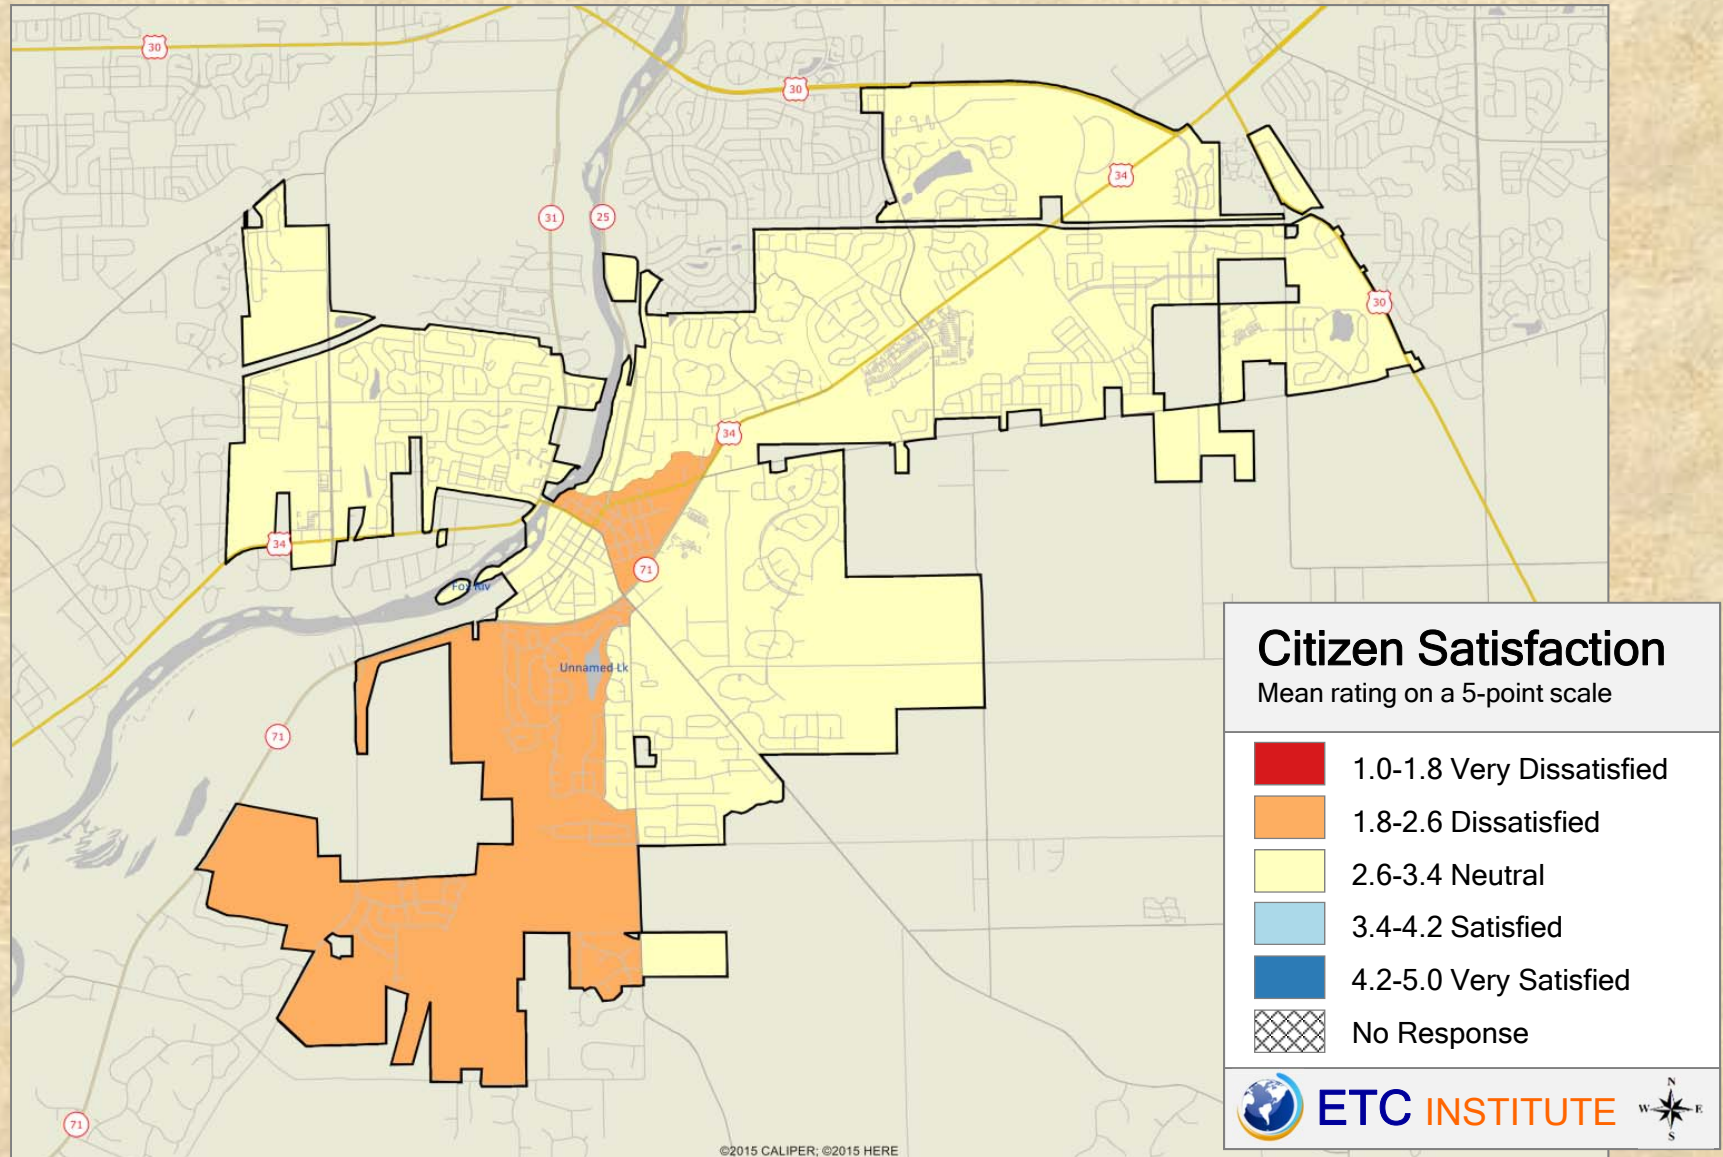 30
30
34
31
25
30
34
34
71
Fox Riv
Unnamed Lk
71
71
Citizen Satisfaction
Mean rating on a 5-point scale
1.0-1.8 Very Dissatisfied
1.8-2.6 Dissatisfied
2.6-3.4 Neutral
3.4-4.2 Satisfied
4.2-5.0 Very Satisfied
No Response
ETC INSTITUTE
N
W E
S
©2015 CALIPER; ©2015 HERE